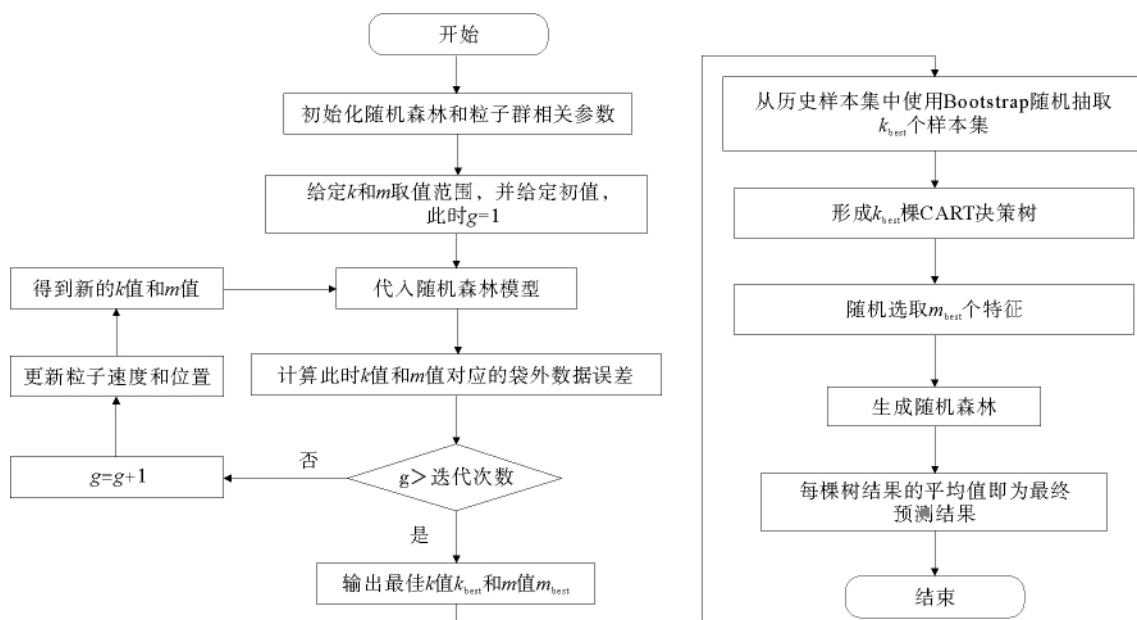 开始
初始化随机森林和粒子群相关参数
给定k和m取值范围，并给定初值，
此时g=1
得到新的k值和m值
代入随机森林模型
更新粒子速度和位置
计算此时k值和m值对应的袋外数据误差
g=g+1
否
g＞迭代次数
是
输出最佳k值k_best和m值m_best
从历史样本集中使用Bootstrap随机抽取
k_best个样本集
形成k_best棵CART决策树
随机选取m_best个特征
生成随机森林
每棵树结果的平均值即为最终
预测结果
结束